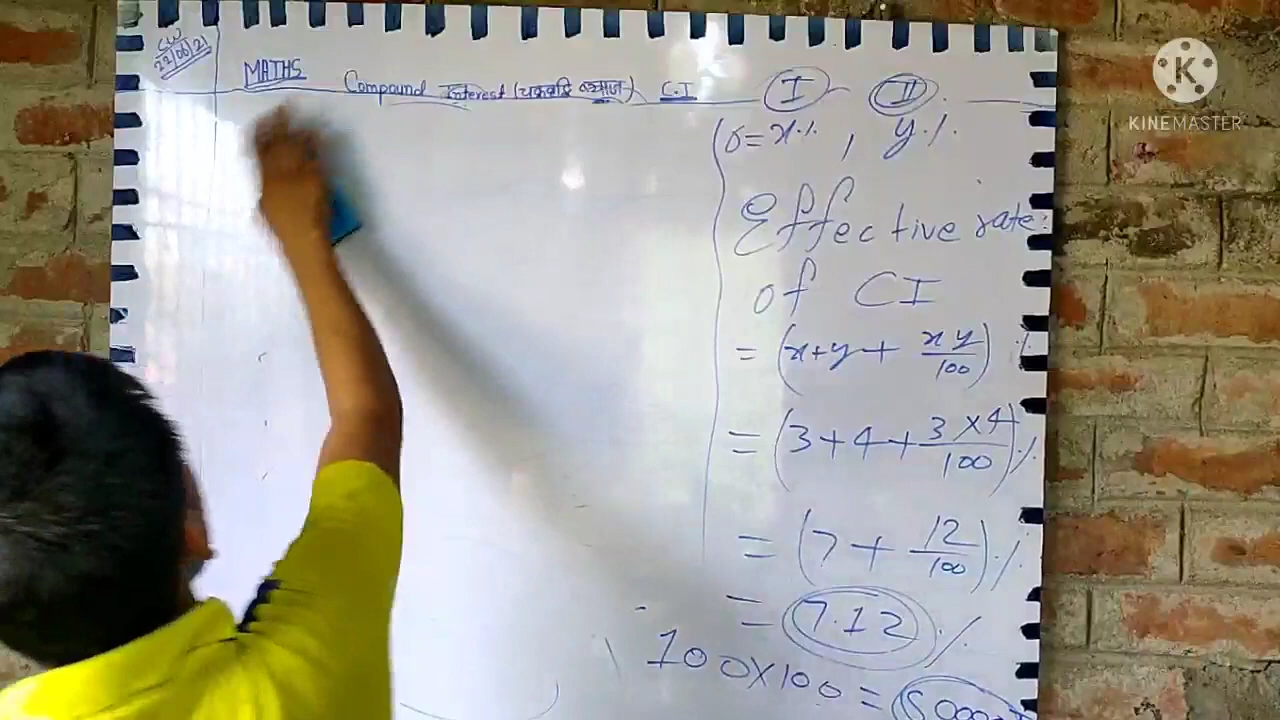 CW
22/06/21
MATHS
Compound Interest (चक्रवृद्धि ब्याज) C.I I II
r = x%, y%
Effective rate
of CI
= (x+y+ xy/100) %
= (3+4+ 3×4/100) %
= (7+ 12/100) %
= 7.12 %
100×100 =
KINEMASTER